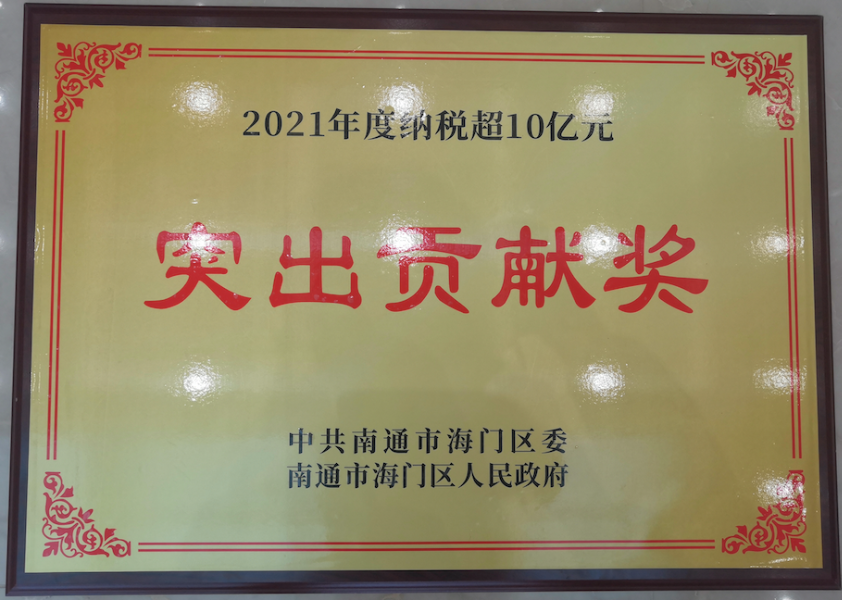 2021年度纳税超10亿元
突出贡献奖
中共南通市海门区委
南通市海门区人民政府